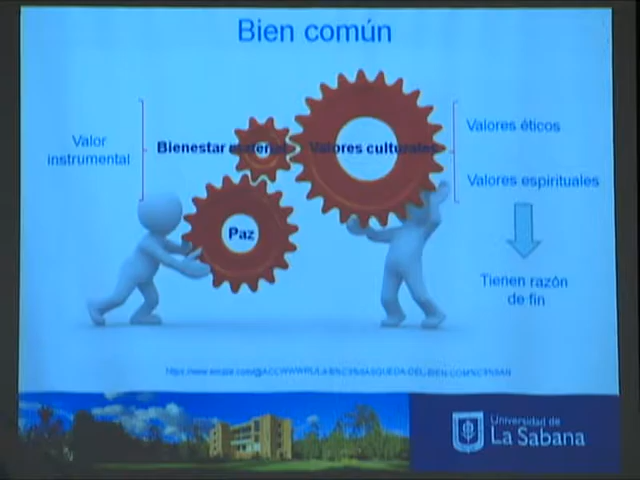 Bien común
Valor
instrumental
Bienestar material
Valores culturales
Paz
Valores éticos
Valores espirituales
Tienen razón
de fin
Universidad de
La Sabana